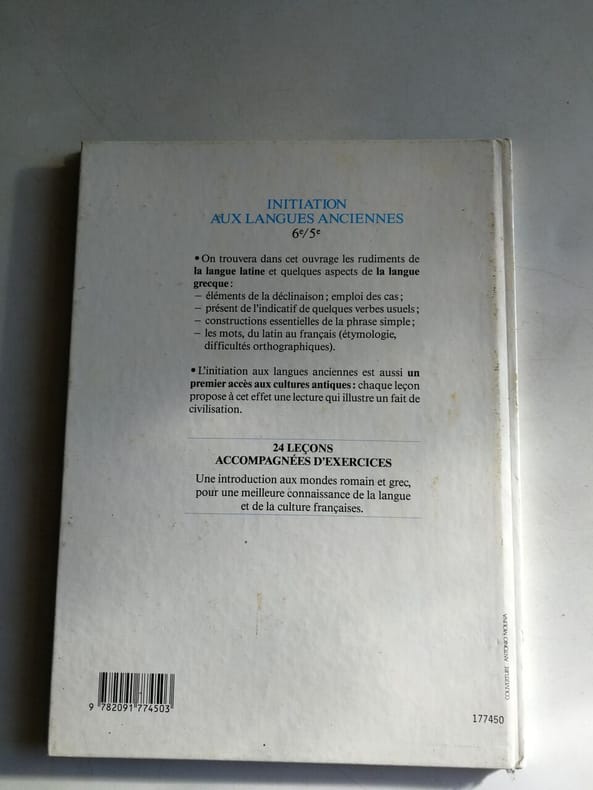 INITIATION
AUX LANGUES ANCIENNES
6e/5e
• On trouvera dans cet ouvrage les rudiments de
la langue latine et quelques aspects de la langue
grecque :
– éléments de la déclinaison ; emploi des cas ;
– présent de l'indicatif de quelques verbes usuels ;
– constructions essentielles de la phrase simple ;
– les mots, du latin au français (étymologie,
difficultés orthographiques).
• L'initiation aux langues anciennes est aussi un
premier accès aux cultures antiques : chaque leçon
propose à cet effet une lecture qui illustre un fait de
civilisation.
24 LEÇONS
ACCOMPAGNÉES D'EXERCICES
Une introduction aux mondes romain et grec,
pour une meilleure connaissance de la langue
et de la culture françaises.
COUVERTURE : ANTONIO MOLINA
9 782091 774503
177450